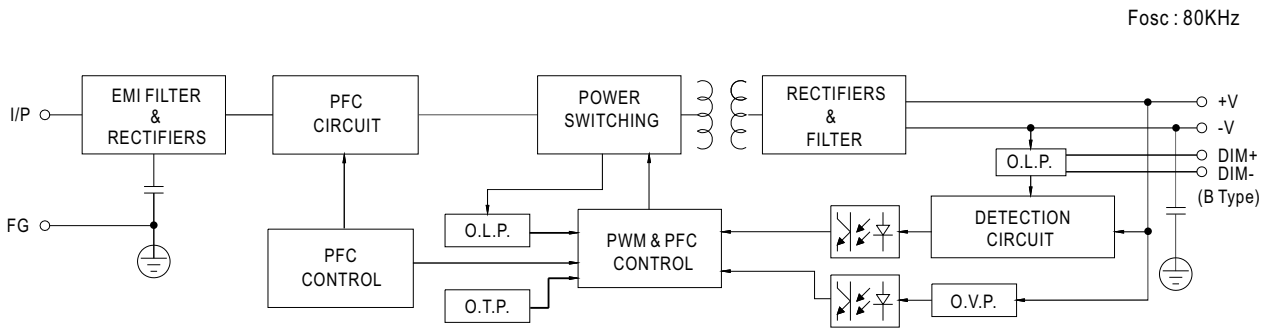 Fosc : 80KHz
I/P
EMI FILTER
&
RECTIFIERS
PFC
CIRCUIT
POWER
SWITCHING
RECTIFIERS
&
FILTER
+V
-V
DIM+
DIM-
(B Type)
O.L.P.
FG
PFC
CONTROL
O.L.P.
O.T.P.
PWM & PFC
CONTROL
DETECTION
CIRCUIT
O.V.P.